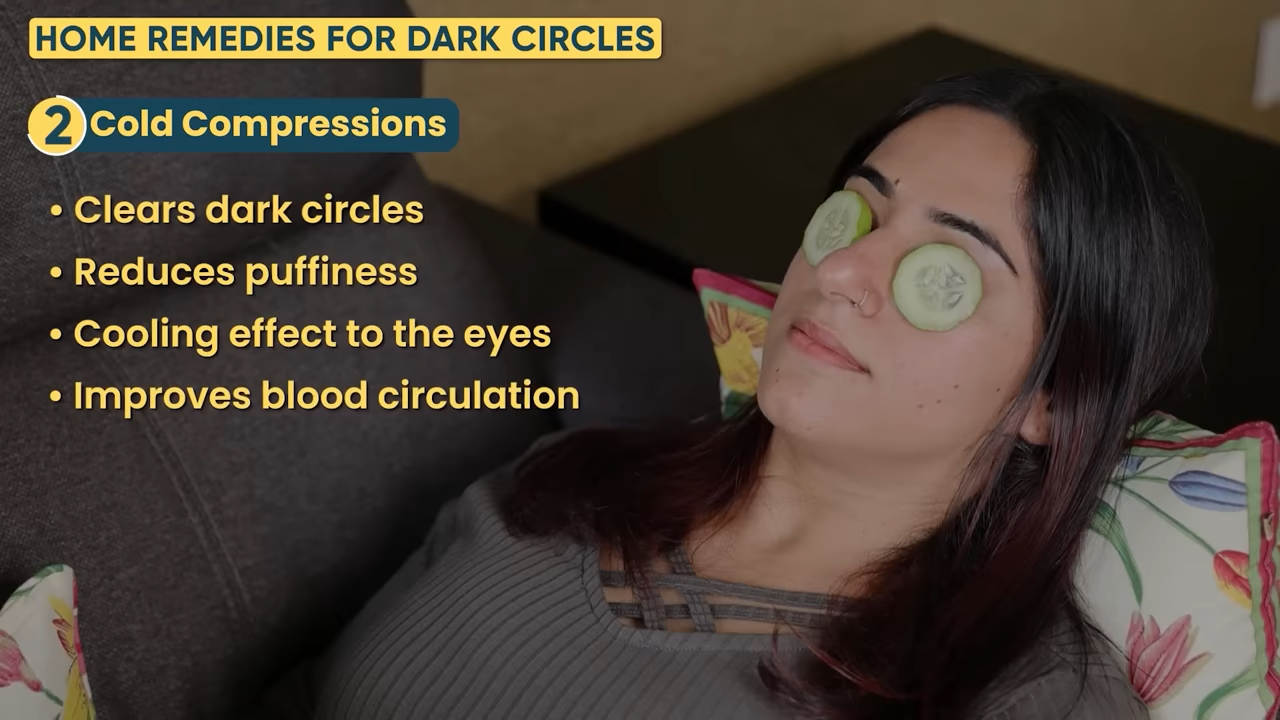 HOME REMEDIES FOR DARK CIRCLES
2 Cold Compressions
• Clears dark circles
• Reduces puffiness
• Cooling effect to the eyes
• Improves blood circulation